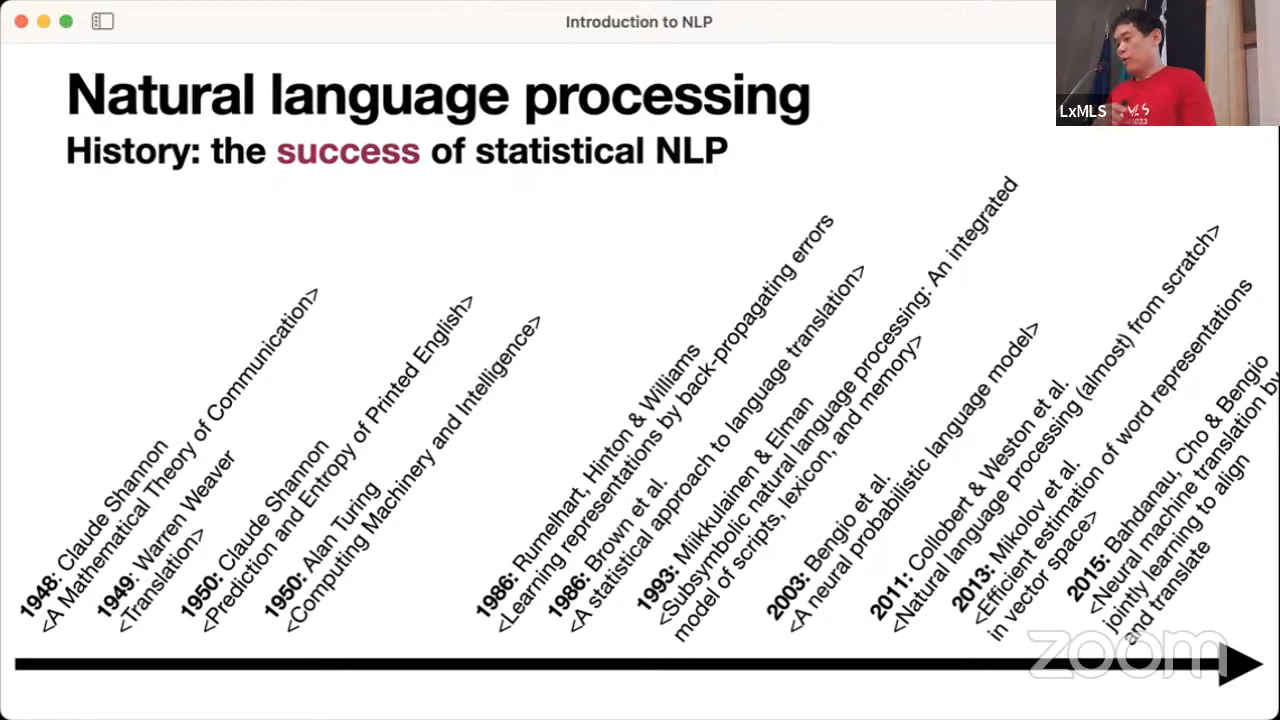 Introduction to NLP
Natural language processing
History: the success of statistical NLP
LxMLS
1948: Claude Shannon
<A Mathematical Theory of Communication>
1949: Warren Weaver
<Translation>
1950: Claude Shannon
<Prediction and Entropy of Printed English>
1950: Alan Turing
<Computing Machinery and Intelligence>
1986: Rumelhart, Hinton & Williams
<Learning representations by back-propagating errors
1986: Brown et al.
<A statistical approach to language translation>
1993: Miikkulainen & Elman
<Subsymbolic natural language processing: An integrated
model of scripts, lexicon, and memory>
2003: Bengio et al.
<A neural probabilistic language model>
2011: Collobert & Weston et al.
<Natural language processing (almost) from scratch>
2013: Mikolov et al.
<Efficient estimation of word representations
in vector space>
2015: Bahdanau, Cho & Bengio
<Neural machine translation by
jointly learning to align
and translate
zoom